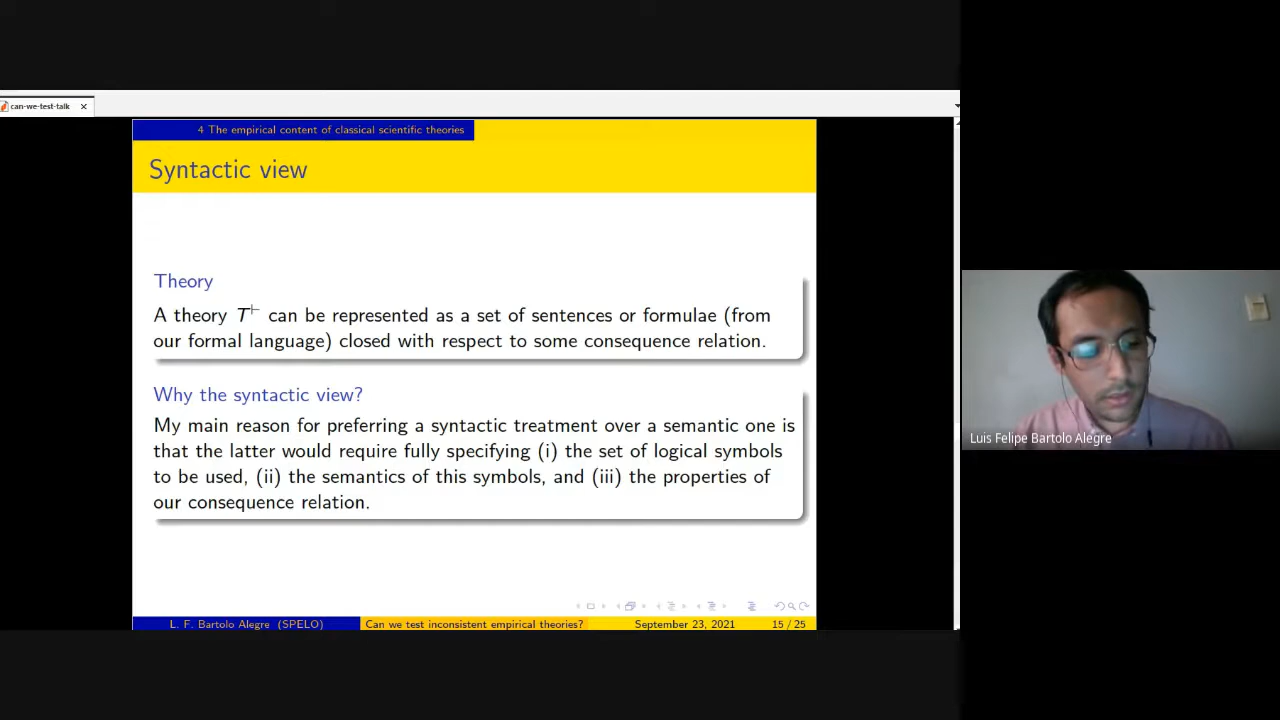 can-we-test-talk
4 The empirical content of classical scientific theories
Syntactic view
Theory
A theory T⊢ can be represented as a set of sentences or formulae (from
our formal language) closed with respect to some consequence relation.
Why the syntactic view?
My main reason for preferring a syntactic treatment over a semantic one is
that the latter would require fully specifying (i) the set of logical symbols
to be used, (ii) the semantics of this symbols, and (iii) the properties of
our consequence relation.
Luis Felipe Bartolo Alegre
L. F. Bartolo Alegre (SPELO) Can we test inconsistent empirical theories? September 23, 2021 15 / 25